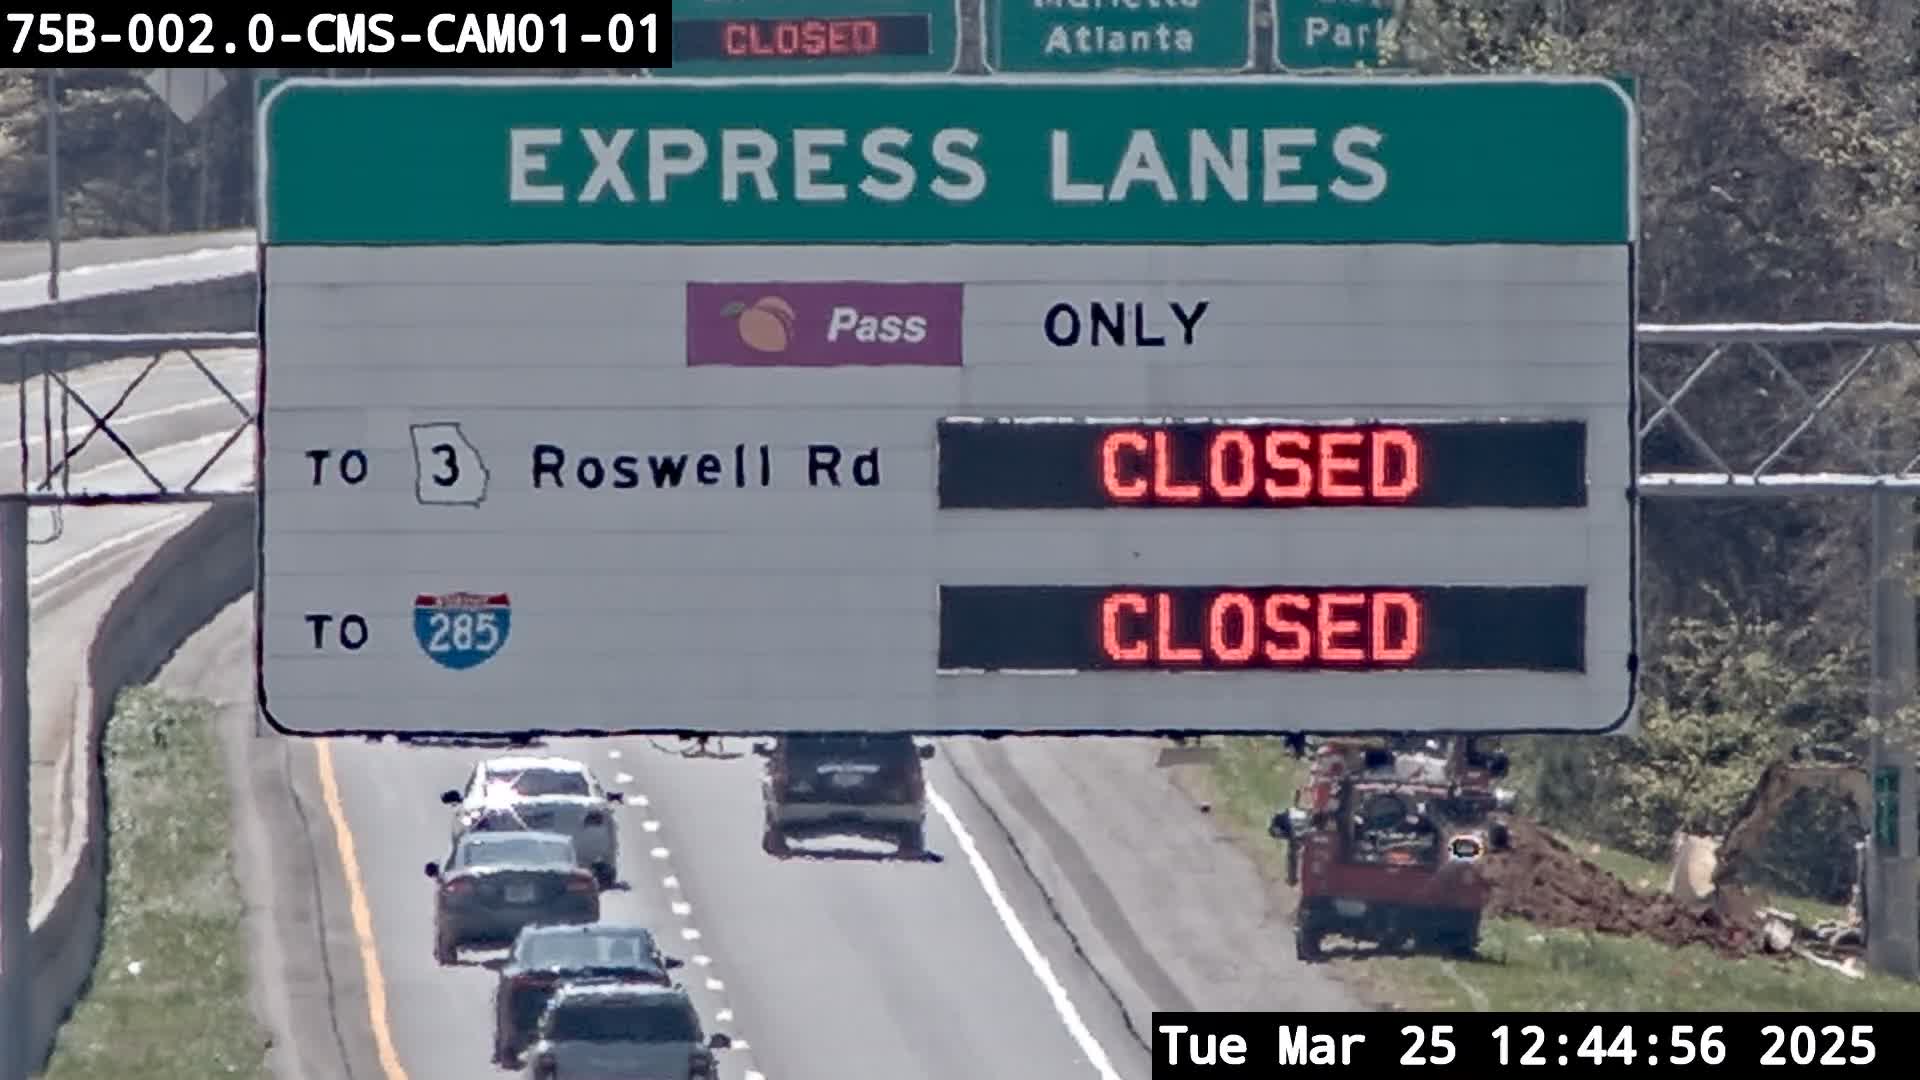 75B-002.0-CMS-CAM01-01
CLOSED
Atlanta
EXPRESS LANES
Pass ONLY
TO 3 Roswell Rd CLOSED
TO 285 CLOSED
Tue Mar 25 12:44:56 2025